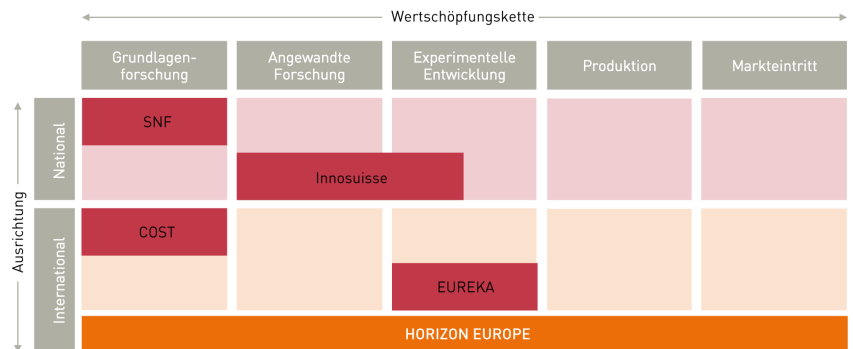 Wertschöpfungskette
Grundlagen-
forschung
Angewandte
Forschung
Experimentelle
Entwicklung
Produktion
Markteintritt
Ausrichtung
National
SNF
Innosuisse
International
COST
EUREKA
HORIZON EUROPE